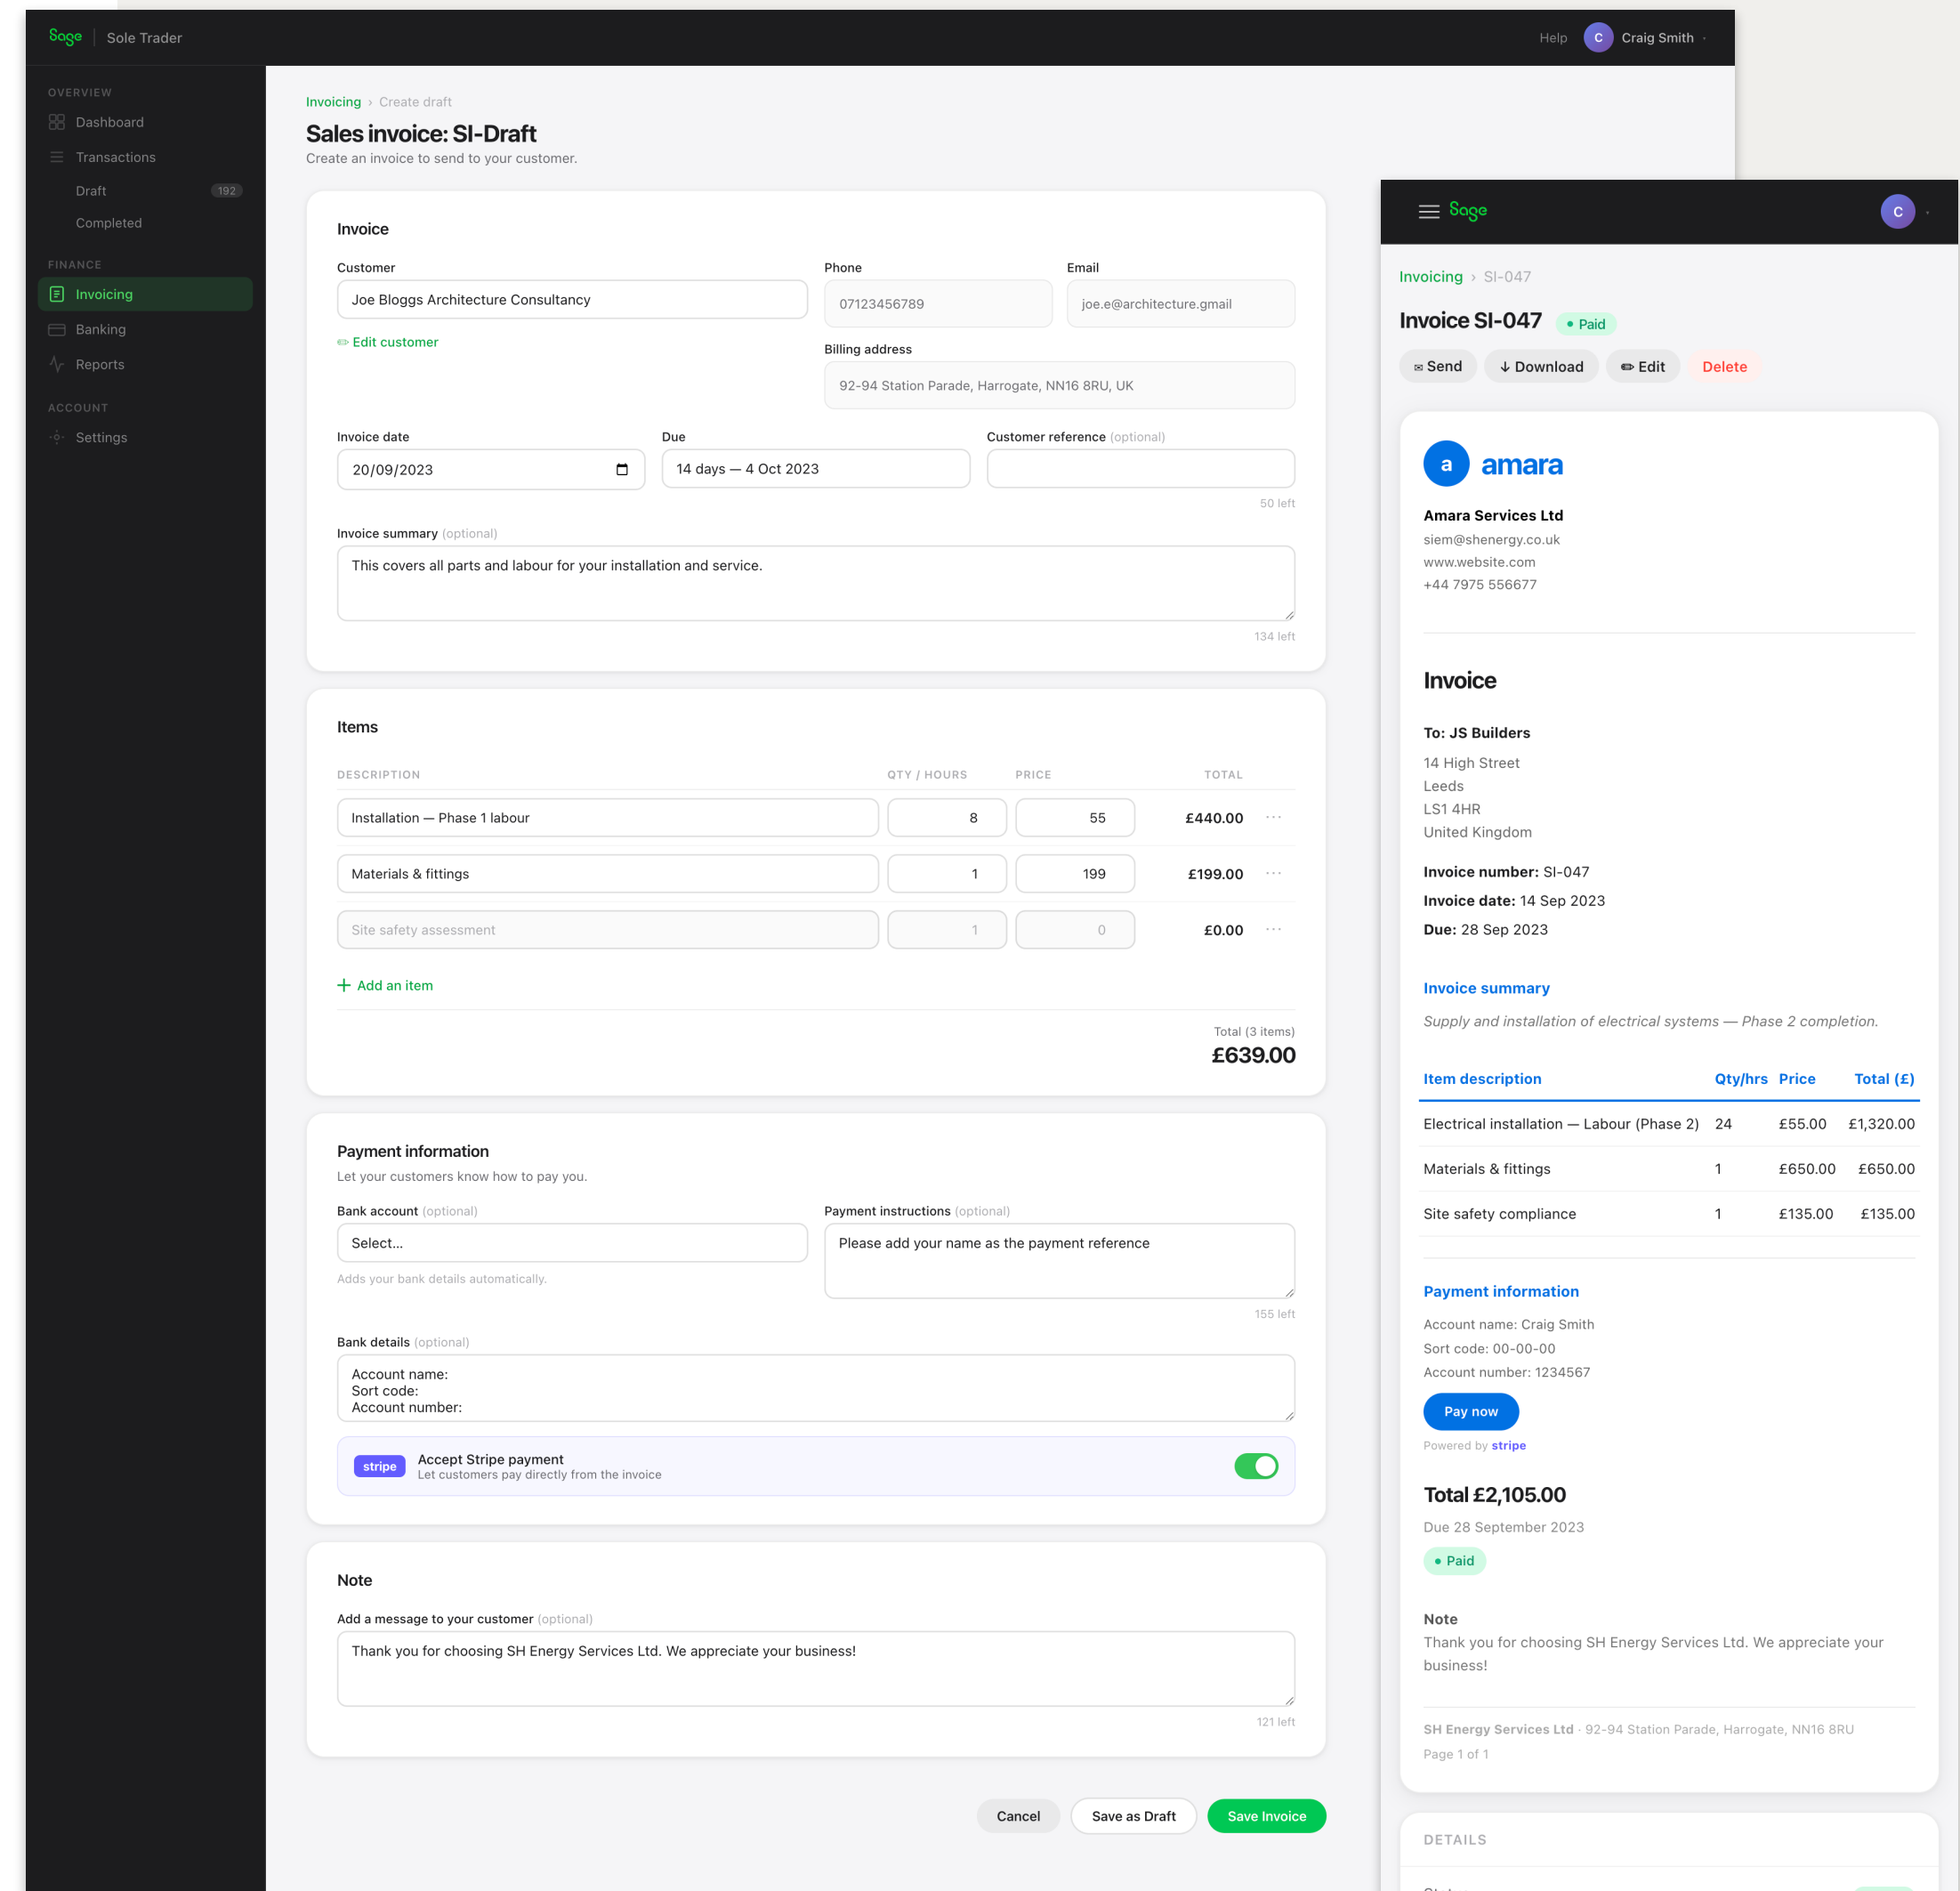 Sage
Sole Trader
Help
C
Craig Smith
OVERVIEW
Dashboard
Transactions
Draft 192
Completed
FINANCE
Invoicing
Banking
Reports
ACCOUNT
Settings
Invoicing › Create draft
Sales invoice: SI-Draft
Create an invoice to send to your customer.
Invoice
Customer
Joe Bloggs Architecture Consultancy
Edit customer
Phone
07123456789
Email
joe.e@architecture.gmail
Billing address
92-94 Station Parade, Harrogate, NN16 8RU, UK
Invoice date
20/09/2023
Due
14 days — 4 Oct 2023
Customer reference (optional)
50 left
Invoice summary (optional)
This covers all parts and labour for your installation and service.
134 left
Items
DESCRIPTION QTY / HOURS PRICE TOTAL
Installation — Phase 1 labour 8 55 £440.00 ···
Materials & fittings 1 199 £199.00 ···
Site safety assessment 1 0 £0.00 ···
+ Add an item
Total (3 items)
£639.00
Payment information
Let your customers know how to pay you.
Bank account (optional)
Select...
Adds your bank details automatically.
Payment instructions (optional)
Please add your name as the payment reference
155 left
Bank details (optional)
Account name:
Sort code:
Account number:
stripe
Accept Stripe payment
Let customers pay directly from the invoice
Note
Add a message to your customer (optional)
Thank you for choosing SH Energy Services Ltd. We appreciate your business!
121 left
Cancel
Save as Draft
Save Invoice
Sage
C
Invoicing › SI-047
Invoice SI-047
Paid
Send
Download
Edit
Delete
a
amara
Amara Services Ltd
siem@shenergy.co.uk
www.website.com
+44 7975 556677
Invoice
To: JS Builders
14 High Street
Leeds
LS1 4HR
United Kingdom
Invoice number: SI-047
Invoice date: 14 Sep 2023
Due: 28 Sep 2023
Invoice summary
Supply and installation of electrical systems — Phase 2 completion.
Item description Qty/hrs Price Total (£)
Electrical installation — Labour (Phase 2) 24 £55.00 £1,320.00
Materials & fittings 1 £650.00 £650.00
Site safety compliance 1 £135.00 £135.00
Payment information
Account name: Craig Smith
Sort code: 00-00-00
Account number: 1234567
Pay now
Powered by stripe
Total £2,105.00
Due 28 September 2023
Paid
Note
Thank you for choosing SH Energy Services Ltd. We appreciate your
business!
SH Energy Services Ltd · 92-94 Station Parade, Harrogate, NN16 8RU
Page 1 of 1
DETAILS